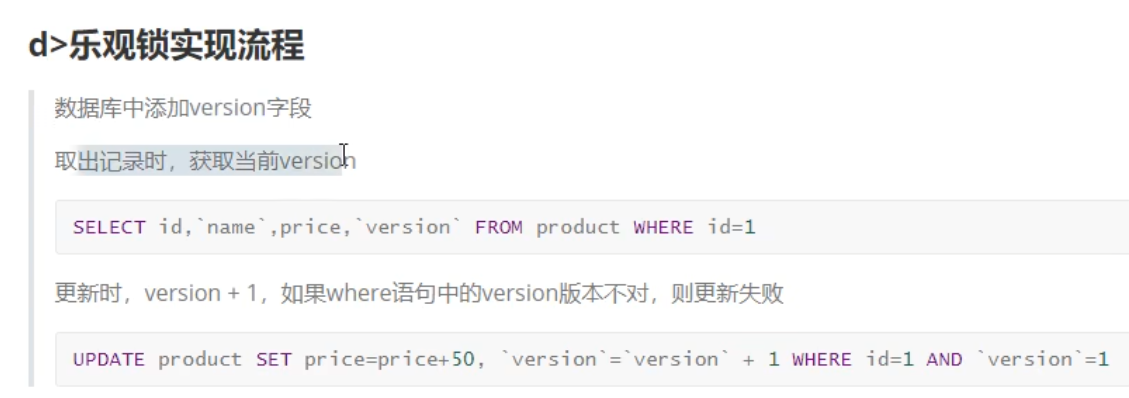 d>乐观锁实现流程
数据库中添加version字段
取出记录时，获取当前version
SELECT id,`name`,price,`version` FROM product WHERE id=1
更新时，version + 1，如果where语句中的version版本不对，则更新失败
UPDATE product SET price=price+50, `version`=`version` + 1 WHERE id=1 AND `version`=1